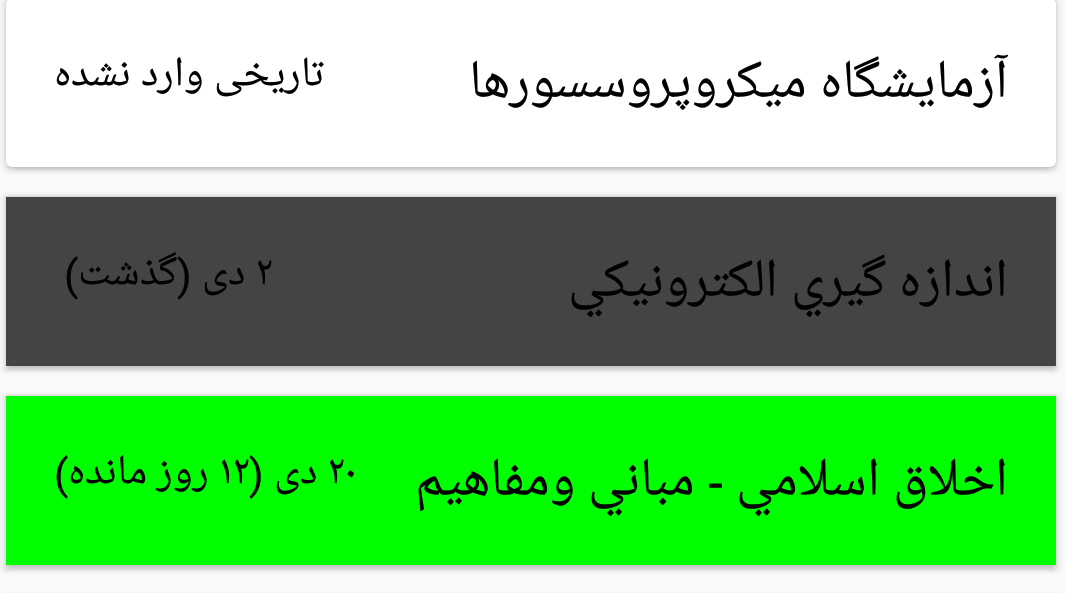 آزمایشگاه میکروپروسسورها تاریخی وارد نشده
اندازه گيري الکترونيکي ۲ دی (گذشت)
اخلاق اسلامي - مباني ومفاهيم ۲۰ دی (۱۲ روز مانده)